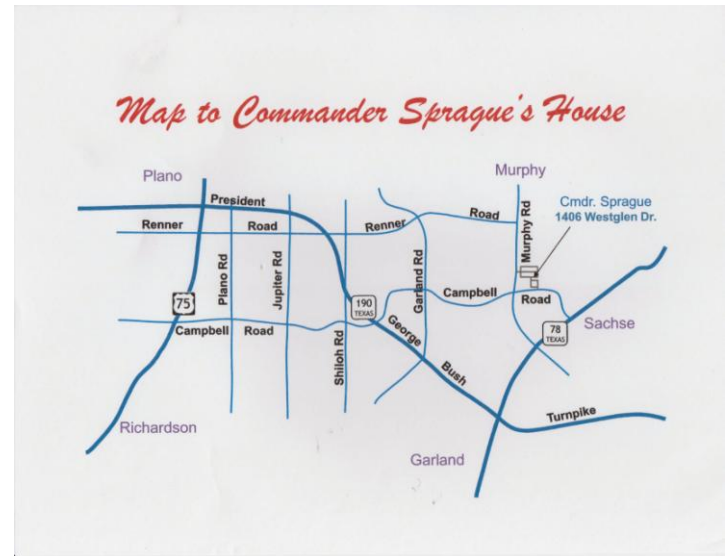 Map to Commander Sprague's House
Plano
Murphy
President
Cmdr. Sprague
1406 Westglen Dr.
Renner Road Renner Road
Murphy Rd
Plano Rd
Jupiter Rd
Garland Rd
75
190
TEXAS
Campbell Road
Campbell Road
Shiloh Rd
George
Bush
Turnpike
78
TEXAS
Sachse
Richardson
Garland